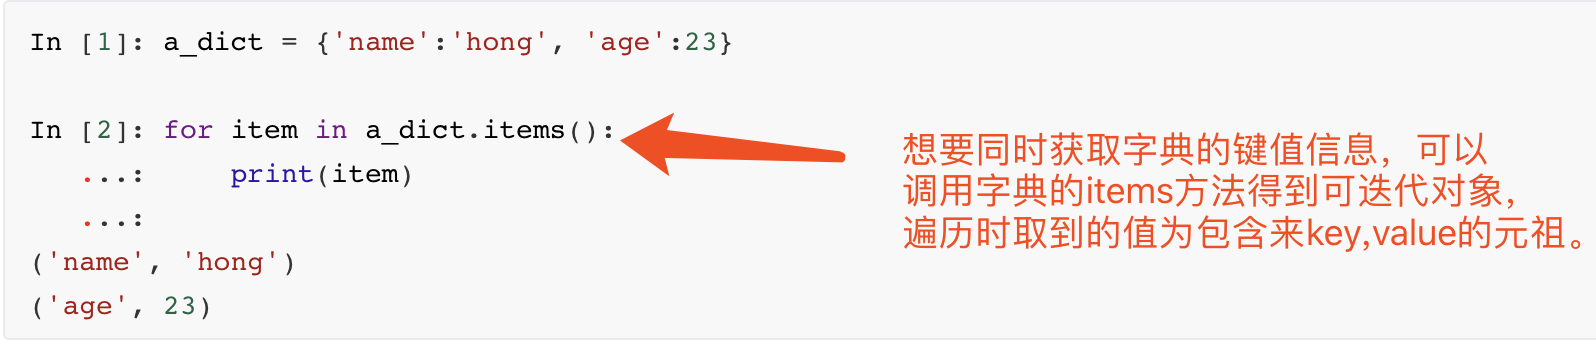 In [1]: a_dict = {'name':'hong', 'age':23}
In [2]: for item in a_dict.items():
...:     print(item)
...:
('name', 'hong')
('age', 23)
想要同时获取字典的键值信息，可以
调用字典的items方法得到可迭代对象，
遍历时取到的值为包含来key,value的元祖。